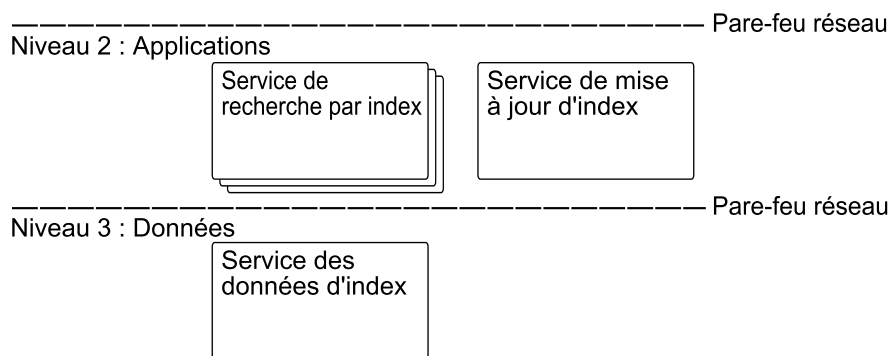 Pare-feu réseau
Niveau 2 : Applications
Service de
recherche par index
Service de mise
à jour d'index
Pare-feu réseau
Niveau 3 : Données
Service des
données d'index